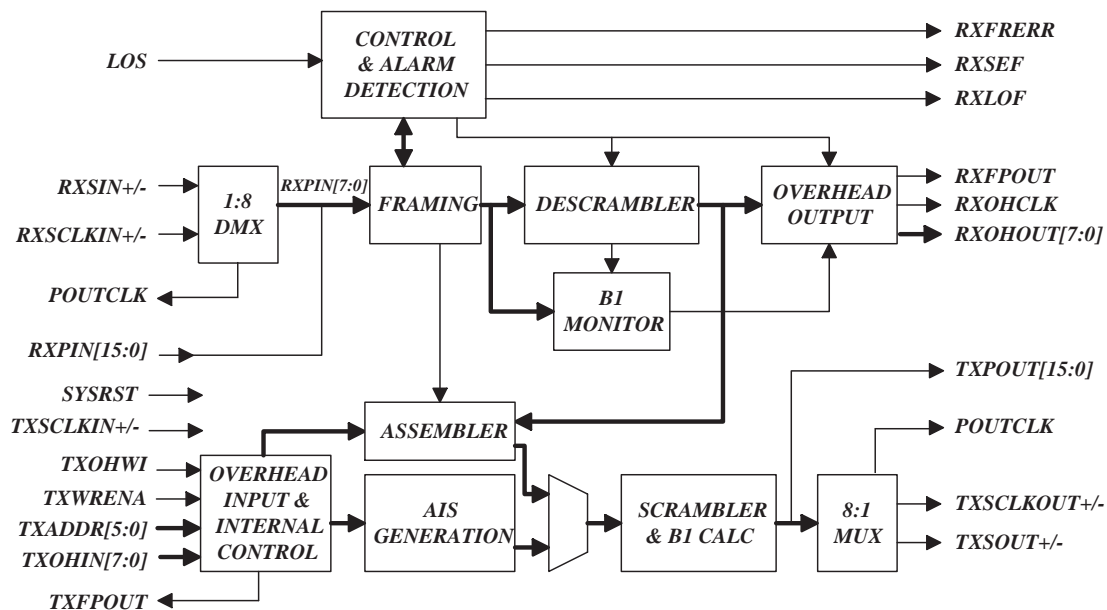 LOS
CONTROL
& ALARM
DETECTION
RXFRERR
RXSEF
RXLOF
RXSIN+/-
RXSCLKIN+/-
1:8
DMX
RXPIN[7:0]
FRAMING
DESCRAMBLER
OVERHEAD
OUTPUT
RXFPOUT
RXOHCLK
RXOHOUT[7:0]
POUTCLK
B1
MONITOR
RXPIN[15:0]
TXPOUT[15:0]
SYSRST
TXSCLKIN+/-
ASSEMBLER
POUTCLK
TXOHWI
TXWRENA
TXADDR[5:0]
TXOHIN[7:0]
OVERHEAD
INPUT &
INTERNAL
CONTROL
AIS
GENERATION
SCRAMBLER
& B1 CALC
8:1
MUX
TXSCLKOUT+/-
TXSOUT+/-
TXFPOUT